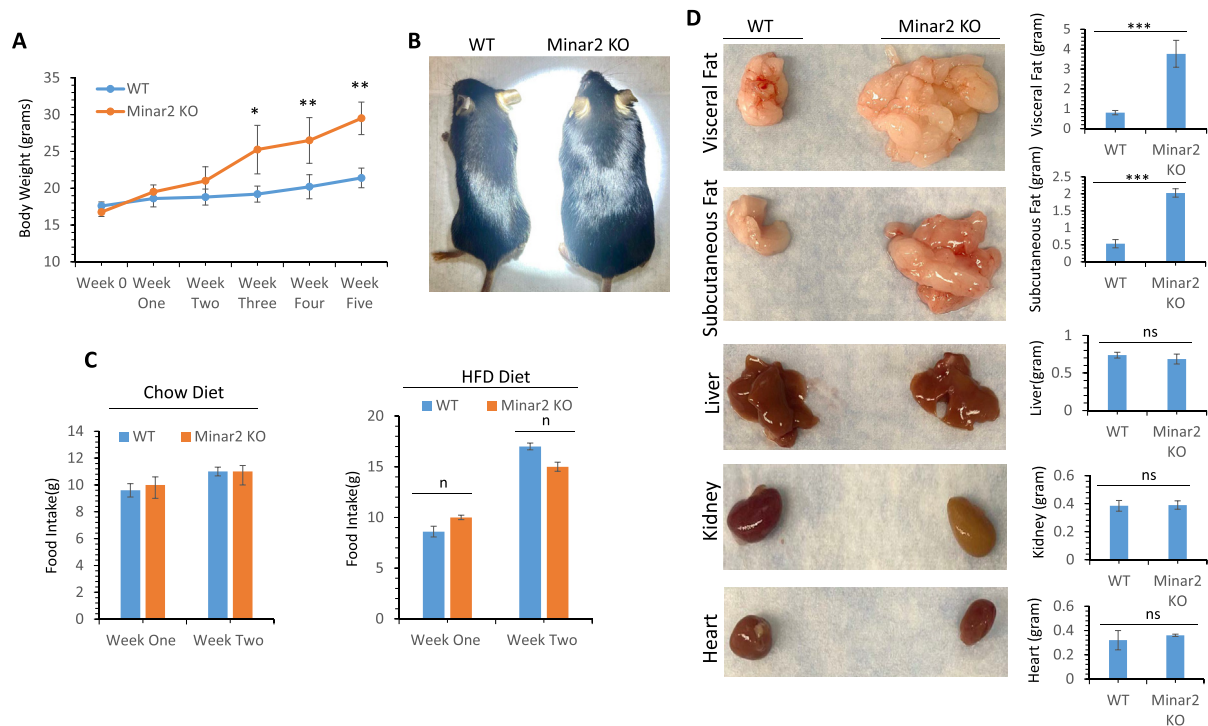 A
Body Weight (grams)
35
30
25
20
15
10
WT
Minar2 KO
*
**
**
Week 0
Week One
Week Two
Week Three
Week Four
Week Five
B
WT
Minar2 KO
C
Chow Diet
Food Intake(g)
14
12
10
8
6
4
2
0
WT
Minar2 KO
Week One
Week Two
HFD Diet
Food Intake(g)
20
15
10
5
0
WT
Minar2 KO
n
n
Week One
Week Two
D
WT
Minar2 KO
Visceral Fat
Visceral Fat (gram)
5
4
3
2
1
0
***
WT
Minar2
KO
Subcutaneous Fat
Subcutaneous Fat (gram)
2.5
2
1.5
1
0.5
0
***
WT
Minar2
KO
Liver
Liver(gram)
1
0.5
0
ns
WT
Minar2
KO
Kidney
Kidney (gram)
0.6
0.4
0.2
0
ns
WT
Minar2
KO
Heart
Heart (gram)
0.6
0.4
0.2
0
ns
WT
Minar2
KO